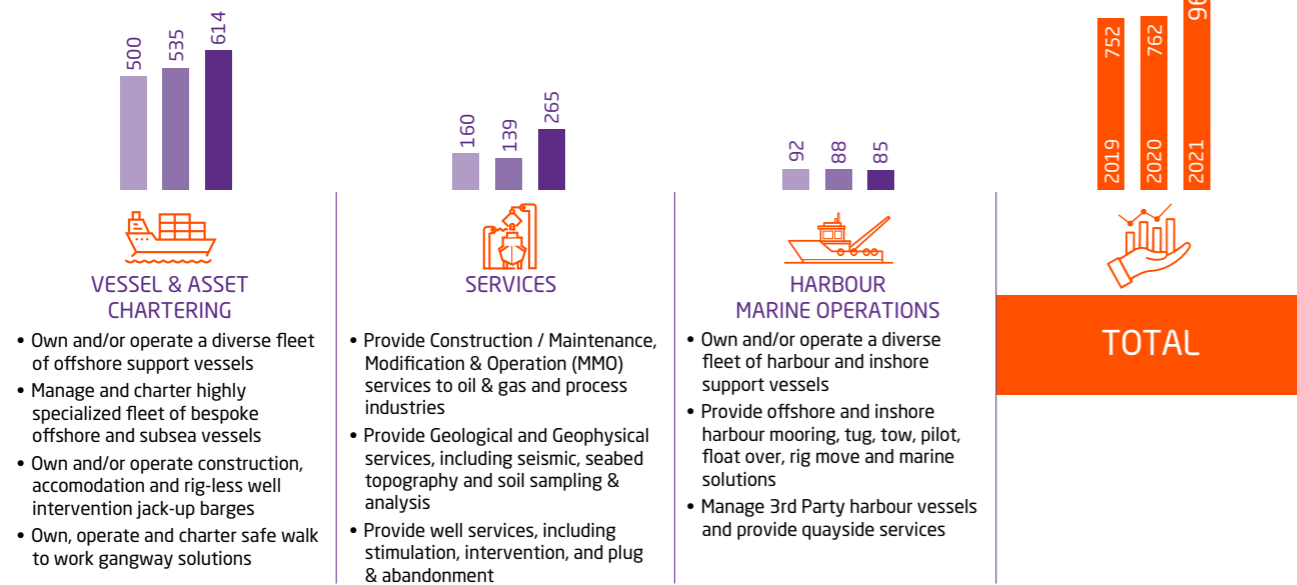 500
535
614
160
139
265
92
88
85
752
762
2019
2020
2021
VESSEL & ASSET
CHARTERING
• Own and/or operate a diverse fleet
of offshore support vessels
• Manage and charter highly
specialized fleet of bespoke
offshore and subsea vessels
• Own and/or operate construction,
accomodation and rig-less well
intervention jack-up barges
• Own, operate and charter safe walk
to work gangway solutions
SERVICES
• Provide Construction / Maintenance,
Modification & Operation (MMO)
services to oil & gas and process
industries
• Provide Geological and Geophysical
services, including seismic, seabed
topography and soil sampling &
analysis
• Provide well services, including
stimulation, intervention, and plug
& abandonment
HARBOUR
MARINE OPERATIONS
• Own and/or operate a diverse
fleet of harbour and inshore
support vessels
• Provide offshore and inshore
harbour mooring, tug, tow, pilot,
float over, rig move and marine
solutions
• Manage 3rd Party harbour vessels
and provide quayside services
TOTAL